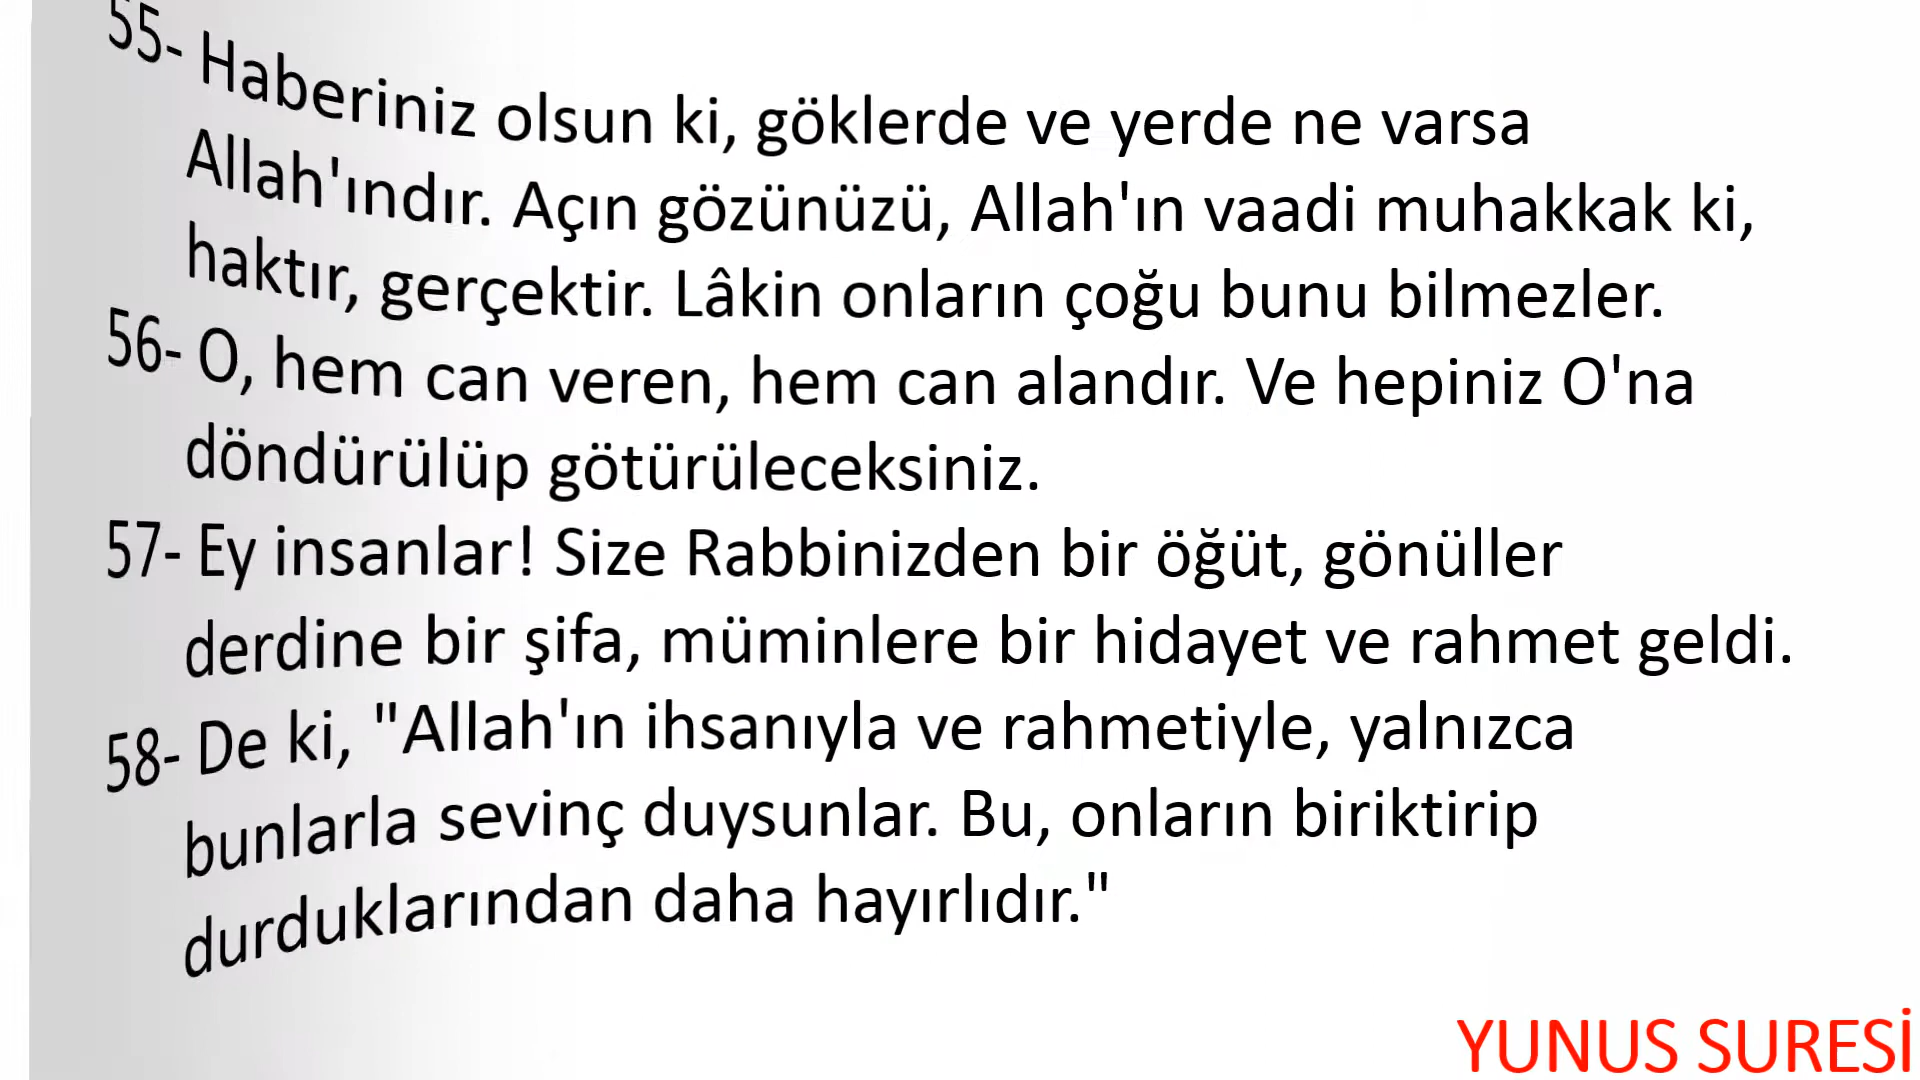 55- Haberiniz olsun ki, göklerde ve yerde ne varsa
Allah'ındır. Açın gözünüzü, Allah'ın vaadi muhakkak ki,
haktır, gerçektir. Lâkin onların çoğu bunu bilmezler.
56- O, hem can veren, hem can alandır. Ve hepiniz O'na
döndürülüp götürüleceksiniz.
57- Ey insanlar! Size Rabbinizden bir öğüt, gönüller
derdine bir şifa, müminlere bir hidayet ve rahmet geldi.
58- De ki, "Allah'ın ihsanıyla ve rahmetiyle, yalnızca
bunlarla sevinç duysunlar. Bu, onların biriktirip
durduklarından daha hayırlıdır."
YUNUS SURESİ